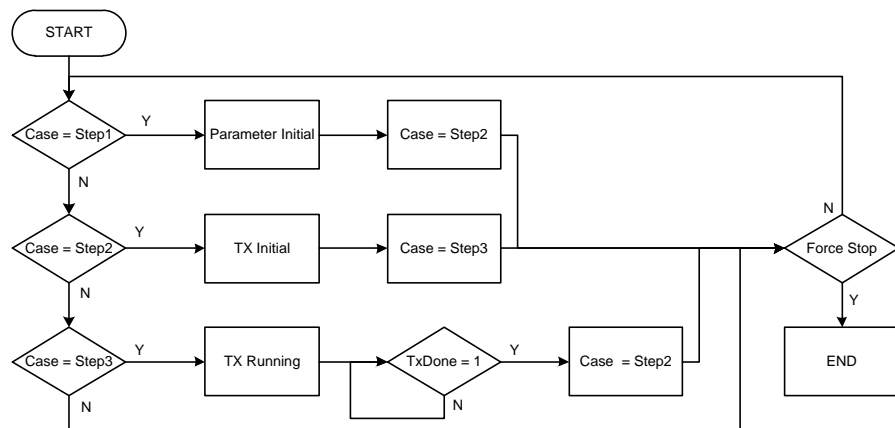 START
Case = Step1
Y
Parameter Initial
Case = Step2
N
Case = Step2
Y
TX Initial
Case = Step3
N
Force Stop
N
Y
Case = Step3
Y
TX Running
TxDone = 1
Y
Case = Step2
END
N
N